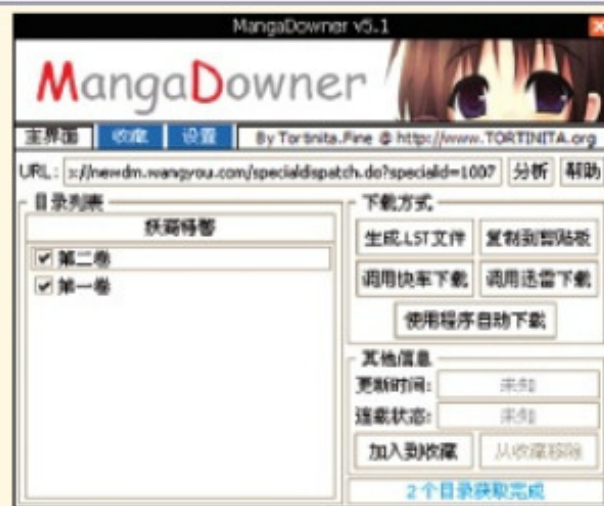 MangaDowner v5.1
MangaDowner
主界面 收藏 设置 By Tortinita.Fine @ http://www.TORTINITA.org
URL: ://newdm.wangyou.com/specialdispatch.do?specialid=1007 分析 帮助
目录列表
妖霸特警
第二卷
第一卷
下载方式
生成.LST文件 复制到剪贴板
调用快车下载 调用迅雷下载
使用程序自动下载
其他信息
更新时间: 未知
连载状态: 未知
加入到收藏 从收藏移除
2个目录获取完成